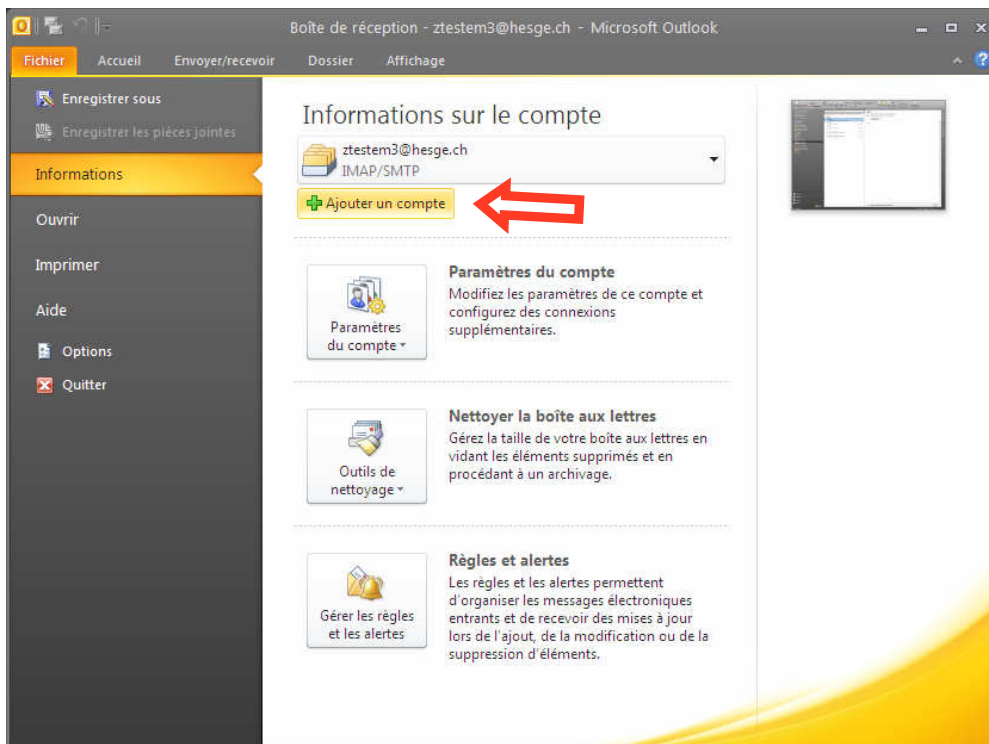 Boîte de réception - ztestem3@hesge.ch - Microsoft Outlook
Fichier Accueil Envoyer/recevoir Dossier Affichage
Enregistrer sous
Enregistrer les pièces jointes
Informations
Ouvrir
Imprimer
Aide
Options
Quitter
Informations sur le compte
ztestem3@hesge.ch
IMAP/SMTP
Ajouter un compte
Paramètres
du compte
Paramètres du compte
Modifiez les paramètres de ce compte et
configurez des connexions
supplémentaires.
Outils de
nettoyage
Nettoyer la boîte aux lettres
Gérez la taille de votre boîte aux lettres en
vidant les éléments supprimés et en
procédant à un archivage.
Gérer les règles
et les alertes
Règles et alertes
Les règles et les alertes permettent
d'organiser les messages électroniques
entrants et de recevoir des mises à jour
lors de l'ajout, de la modification ou de la
suppression d'éléments.